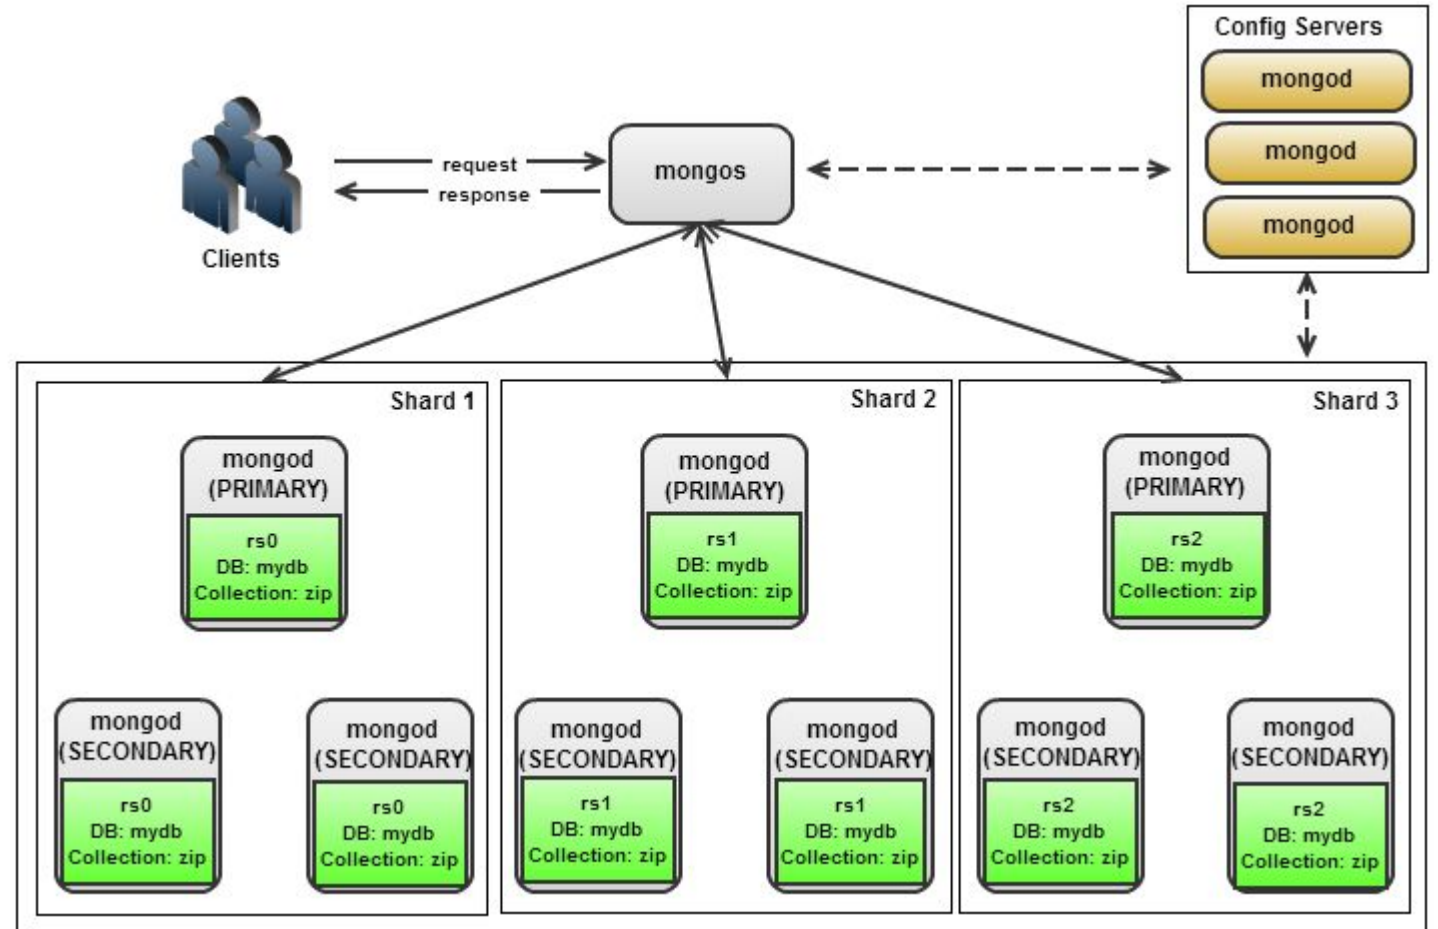 Config Servers
mongod
mongod
mongod
request
response
mongos
Clients
Shard 1
mongod
(PRIMARY)
rs0
DB: mydb
Collection: zip
mongod
(SECONDARY)
rs0
DB: mydb
Collection: zip
mongod
(SECONDARY)
rs0
DB: mydb
Collection: zip
Shard 2
mongod
(PRIMARY)
rs1
DB: mydb
Collection: zip
mongod
(SECONDARY)
rs1
DB: mydb
Collection: zip
mongod
(SECONDARY)
rs1
DB: mydb
Collection: zip
Shard 3
mongod
(PRIMARY)
rs2
DB: mydb
Collection: zip
mongod
(SECONDARY)
rs2
DB: mydb
Collection: zip
mongod
(SECONDARY)
rs2
DB: mydb
Collection: zip